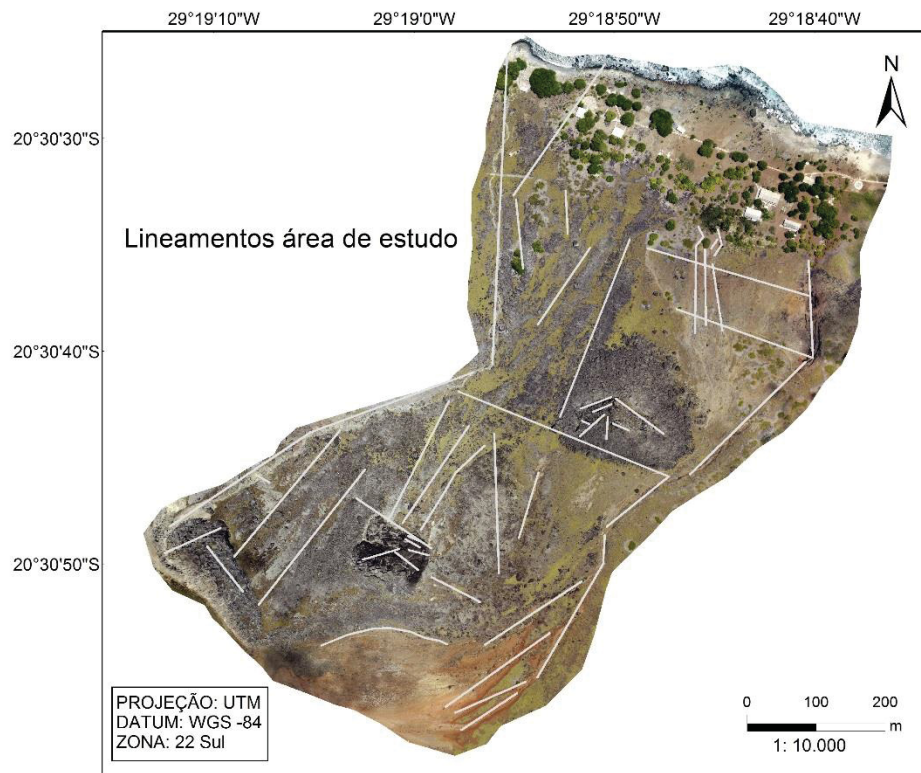 29°19'10"W 29°19'0"W 29°18'50"W 29°18'40"W
N
20°30'30"S
Lineamentos área de estudo
20°30'40"S
20°30'50"S
PROJEÇÃO: UTM
DATUM: WGS -84
ZONA: 22 Sul
0 100 200
m
1: 10.000